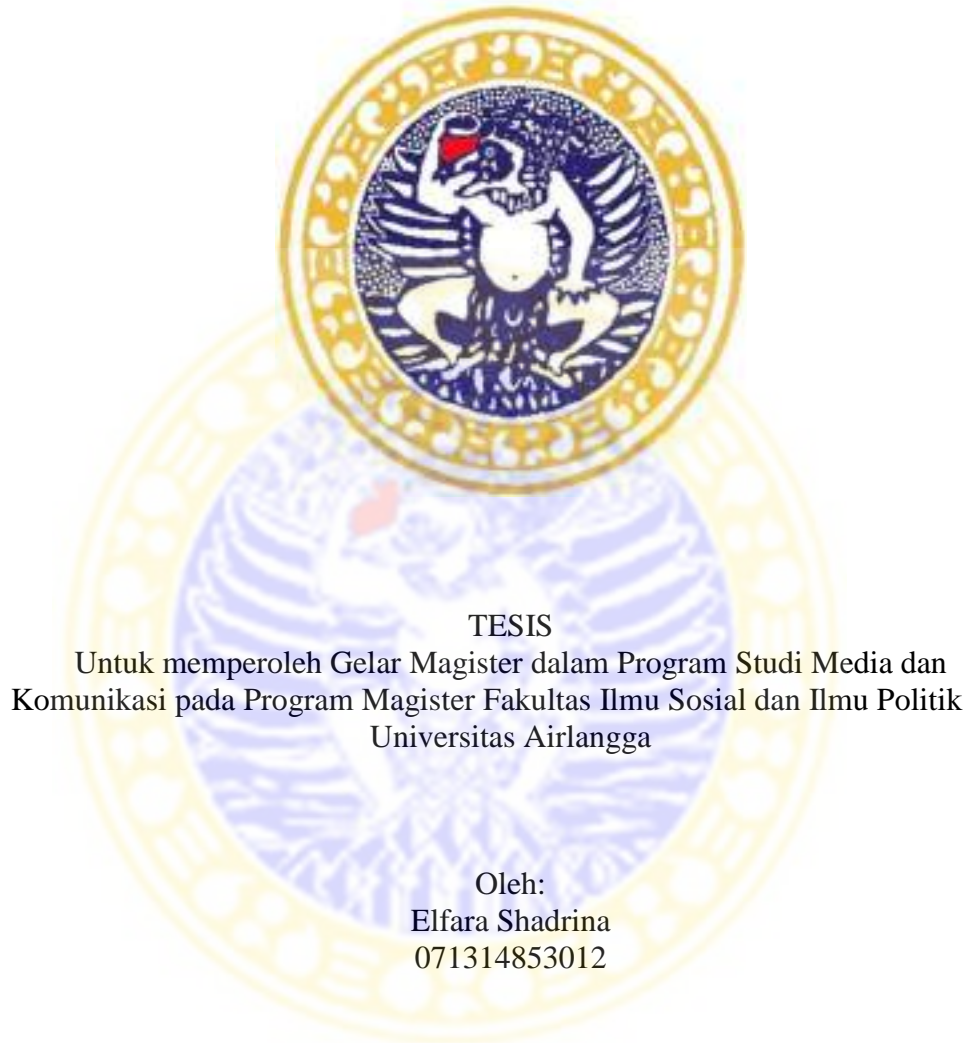 TESIS
Untuk memperoleh Gelar Magister dalam Program Studi Media dan
Komunikasi pada Program Magister Fakultas Ilmu Sosial dan Ilmu Politik
Universitas Airlangga
Oleh:
Elfara Shadrina
071314853012